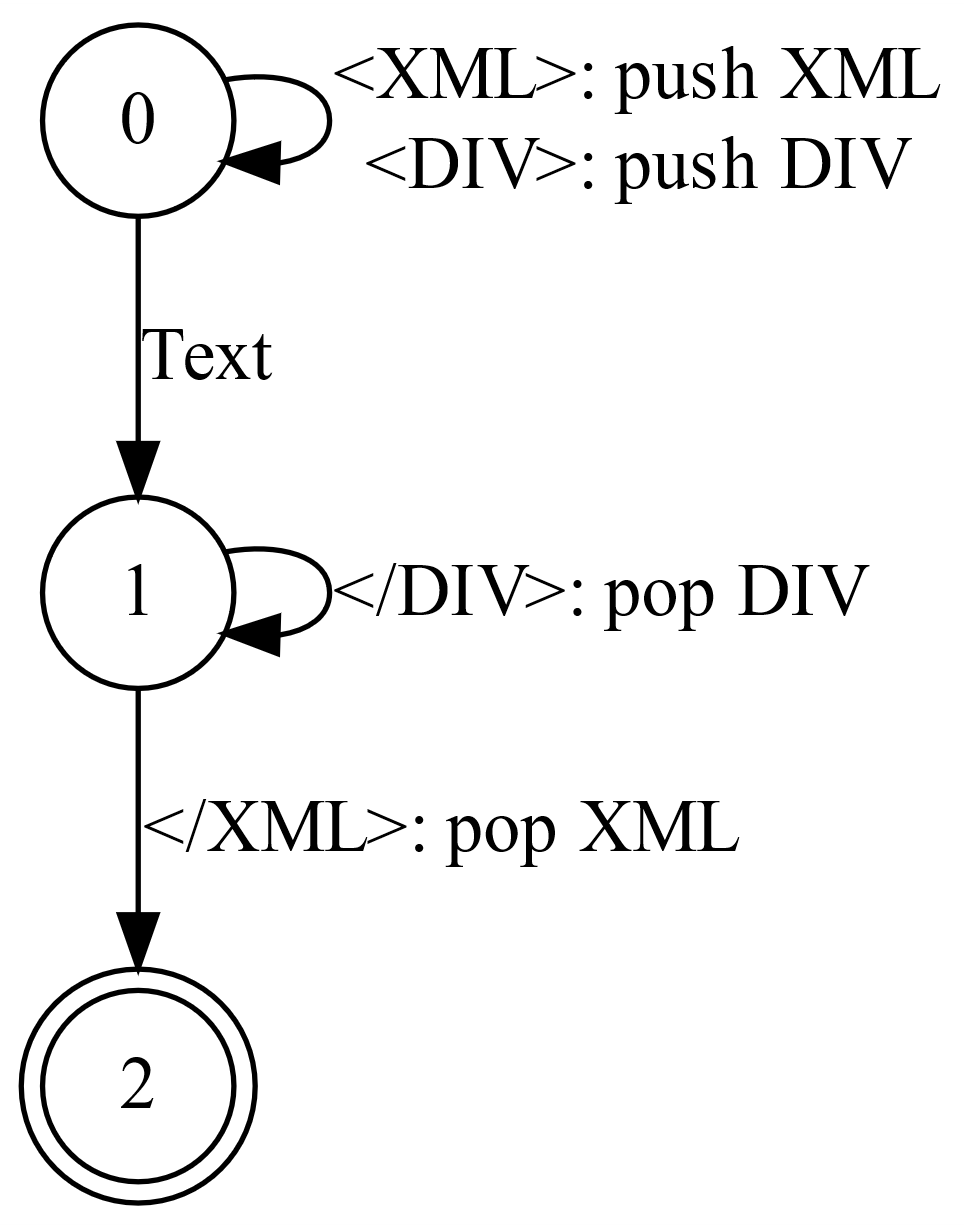 0
<XML>: push XML
<DIV>: push DIV
Text
1
</DIV>: pop DIV
</XML>: pop XML
2